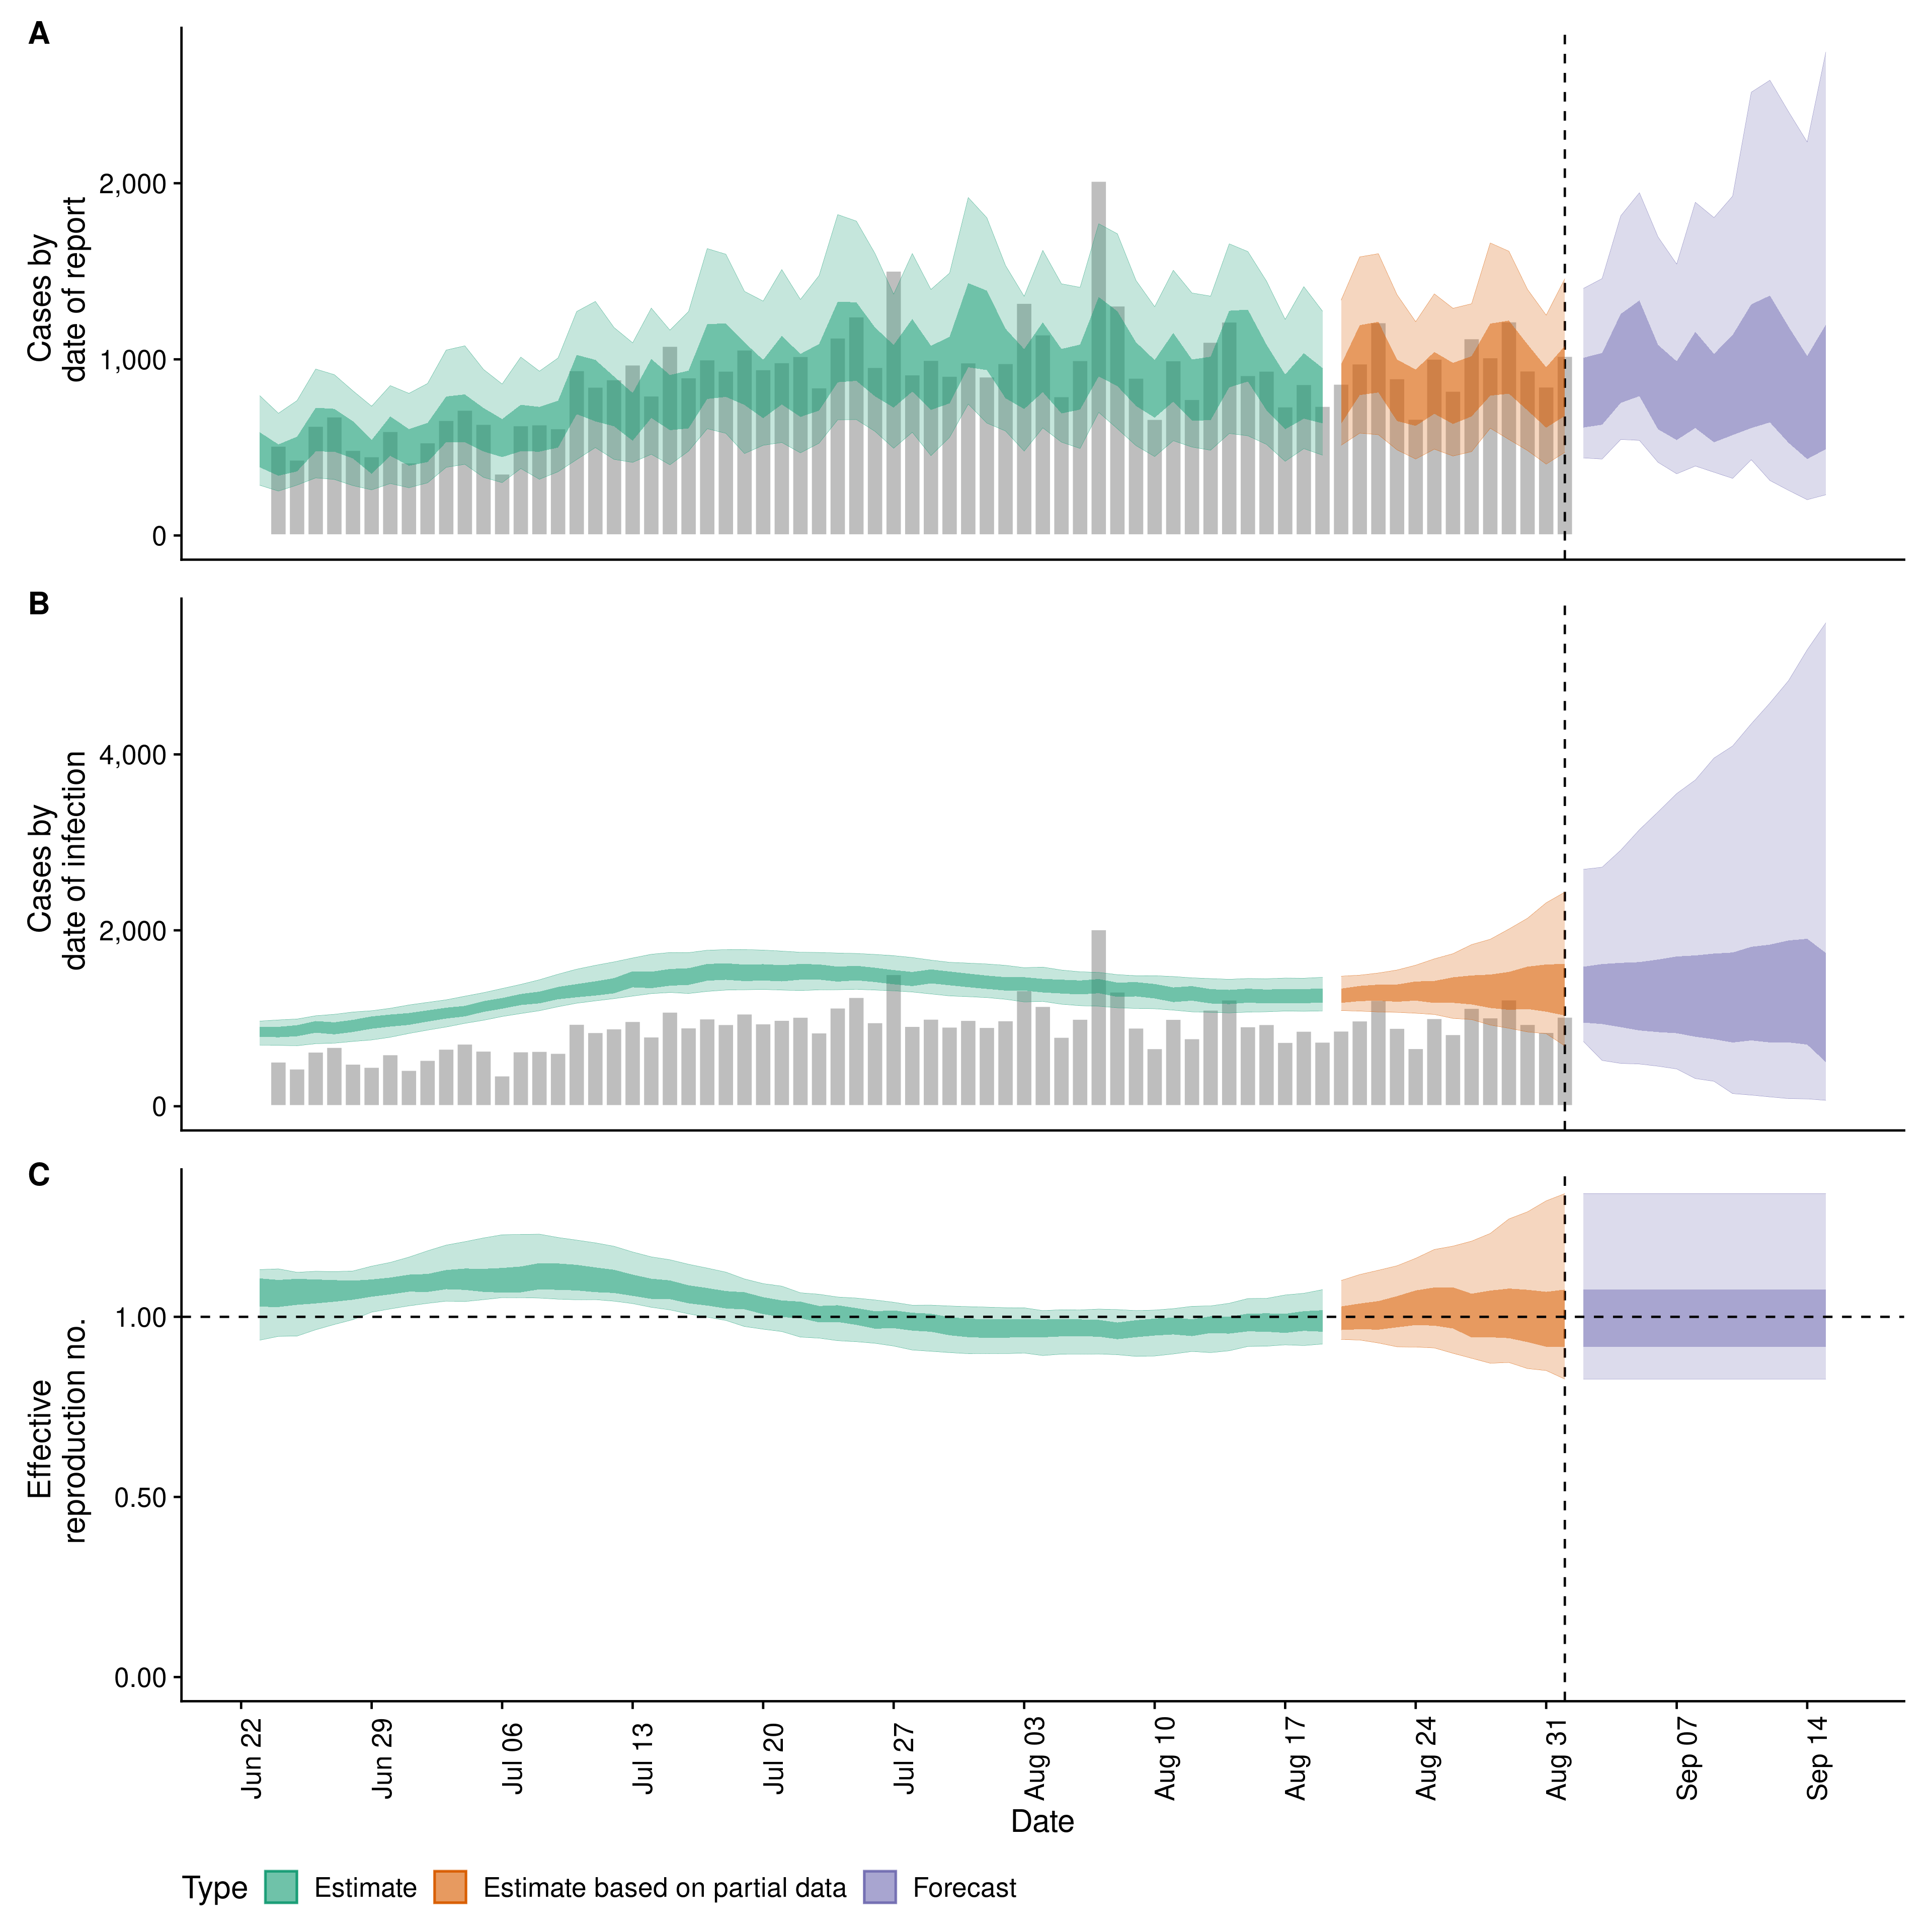 A
Cases by
date of report
2,000
1,000
0
B
Cases by
date of infection
4,000
2,000
0
C
Effective
reproduction no.
1.00
0.50
0.00
Jun 22
Jun 29
Jul 06
Jul 13
Jul 20
Jul 27
Aug 03
Aug 10
Aug 17
Aug 24
Aug 31
Sep 07
Sep 14
Date
Type Estimate Estimate based on partial data Forecast